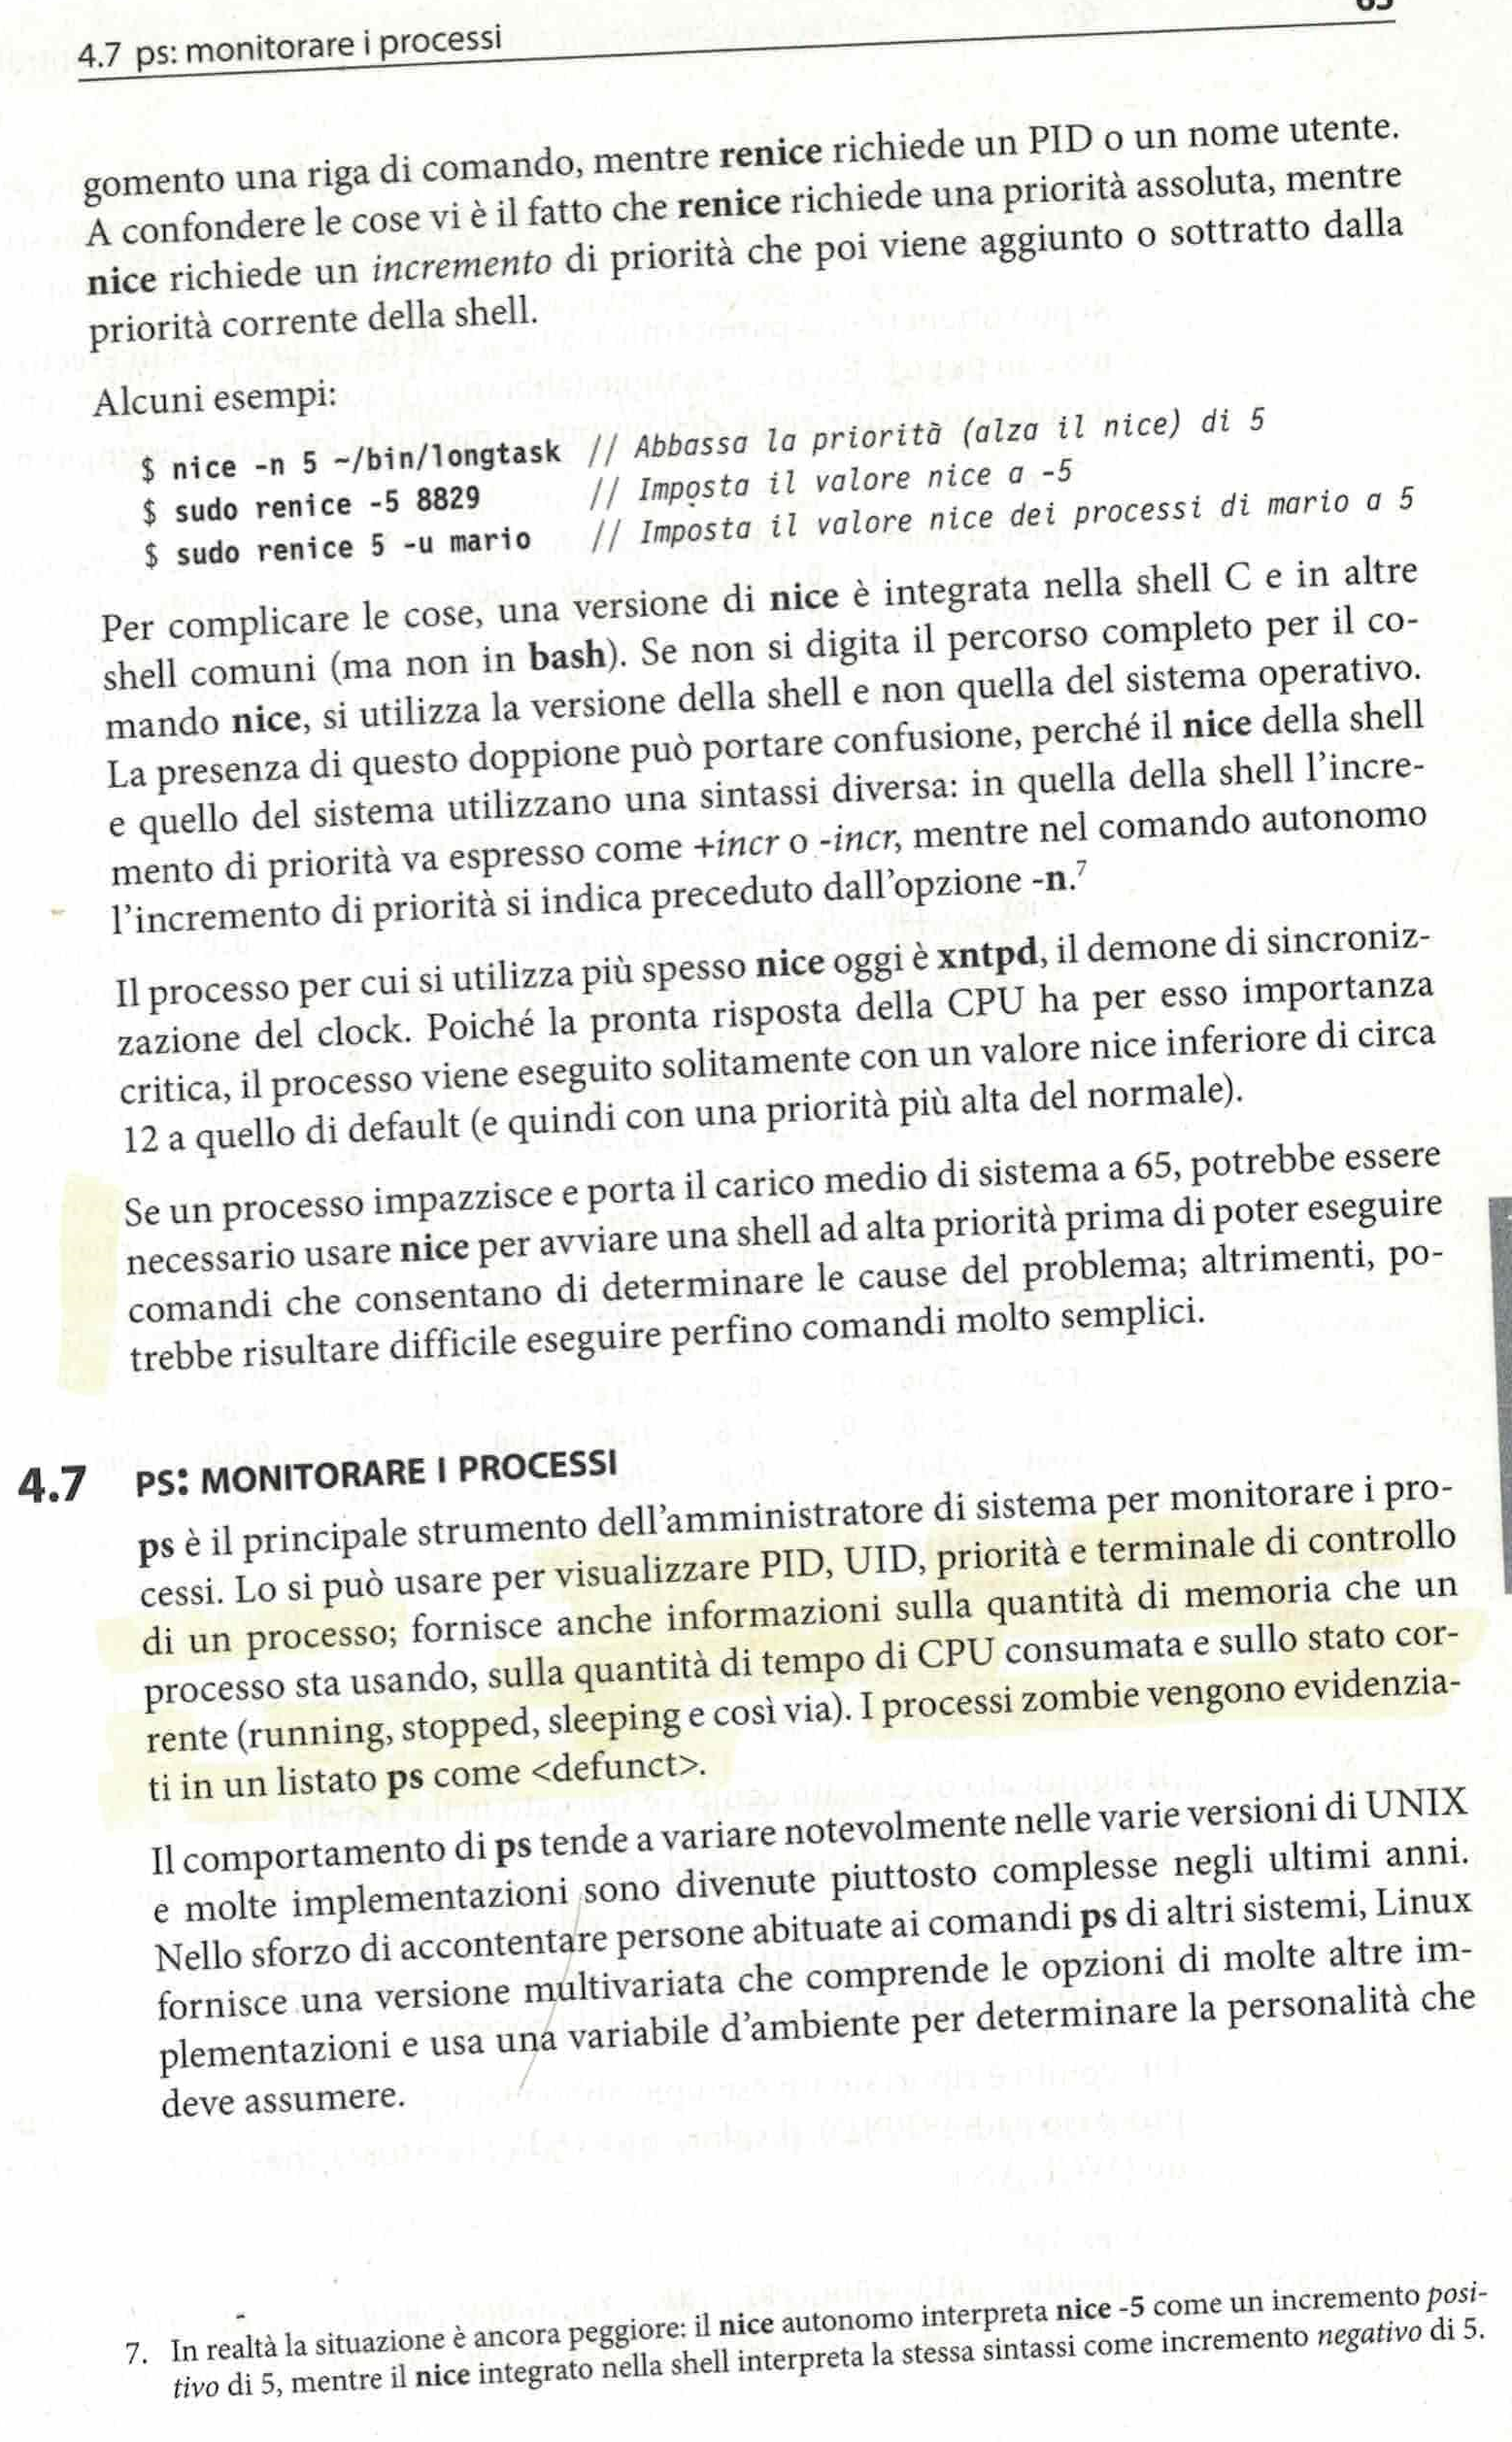 4.7 ps: monitorare i processi
gomento una riga di comando, mentre renice richiede un PID o un nome utente.
A confondere le cose vi è il fatto che renice richiede una priorità assoluta, mentre
nice richiede un incremento di priorità che poi viene aggiunto o sottratto dalla
priorità corrente della shell.
Alcuni esempi:
$ nice -n 5 ~/bin/longtask // Abbassa la priorità (alza il nice) di 5
$ sudo renice -5 8829 // Imposta il valore nice a -5
$ sudo renice 5 -u mario // Imposta il valore nice dei processi di mario a 5
Per complicare le cose, una versione di nice è integrata nella shell C e in altre
shell comuni (ma non in bash). Se non si digita il percorso completo per il co-
mando nice, si utilizza la versione della shell e non quella del sistema operativo.
La presenza di questo doppione può portare confusione, perché il nice della shell
e quello del sistema utilizzano una sintassi diversa: in quella della shell l'incre-
mento di priorità va espresso come +incr o -incr, mentre nel comando autonomo
l'incremento di priorità si indica preceduto dall'opzione -n.7
Il processo per cui si utilizza più spesso nice oggi è xntpd, il demone di sincroniz-
zazione del clock. Poiché la pronta risposta della CPU ha per esso importanza
critica, il processo viene eseguito solitamente con un valore nice inferiore di circa
12 a quello di default (e quindi con una priorità più alta del normale).
Se un processo impazzisce e porta il carico medio di sistema a 65, potrebbe essere
necessario usare nice per avviare una shell ad alta priorità prima di poter eseguire
comandi che consentano di determinare le cause del problema; altrimenti, po-
trebbe risultare difficile eseguire perfino comandi molto semplici.
4.7 PS: MONITORARE I PROCESSI
ps è il principale strumento dell'amministratore di sistema per monitorare i pro-
cessi. Lo si può usare per visualizzare PID, UID, priorità e terminale di controllo
di un processo; fornisce anche informazioni sulla quantità di memoria che un
processo sta usando, sulla quantità di tempo di CPU consumata e sullo stato cor-
rente (running, stopped, sleeping e così via). I processi zombie vengono evidenzia-
ti in un listato ps come <defunct>.
Il comportamento di ps tende a variare notevolmente nelle varie versioni di UNIX
e molte implementazioni sono divenute piuttosto complesse negli ultimi anni.
Nello sforzo di accontentare persone abituate ai comandi ps di altri sistemi, Linux
fornisce una versione multivariata che comprende le opzioni di molte altre im-
plementazioni e usa una variabile d'ambiente per determinare la personalità che
deve assumere.
7. In realtà la situazione è ancora peggiore: il nice autonomo interpreta nice -5 come un incremento posi-
tivo di 5, mentre il nice integrato nella shell interpreta la stessa sintassi come incremento negativo di 5.